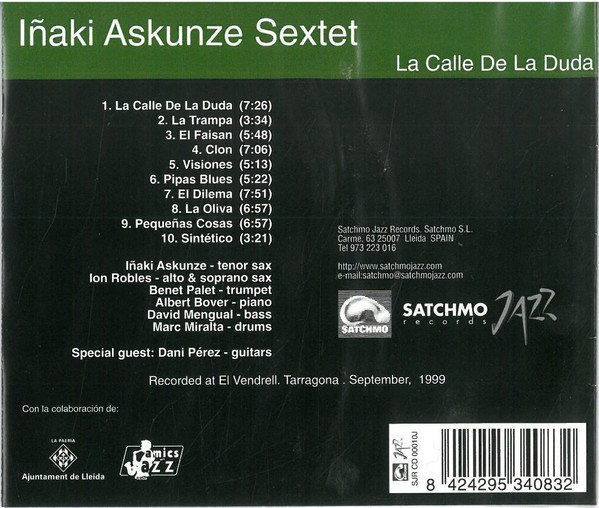 Iñaki Askunze Sextet
La Calle De La Duda
1. La Calle De La Duda (7:26)
2. La Trampa (3:34)
3. El Faisan (5:48)
4. Clon (7:06)
5. Visiones (5:13)
6. Pipas Blues (5:22)
7. El Dilema (7:51)
8. La Oliva (6:57)
9. Pequeñas Cosas (6:57)
10. Sintético (3:21)
Iñaki Askunze - tenor sax
Ion Robles - alto & soprano sax
Benet Palet - trumpet
Albert Bover - piano
David Mengual - bass
Marc Miralta - drums
Special guest: Dani Pérez - guitars
Satchmo Jazz Records. Satchmo S.L.
Carme, 63 25007 Lleida SPAIN
Tel 973 223 016
http://www.satchmojazz.com
e-mail:satchmo@satchmojazz.com
SATCHMO
SATCHMO
records
JAZZ
Recorded at El Vendrell. Tarragona . September, 1999
Con la colaboración de:
LA PAERIA
Ajuntament de Lleida
amics
JAZZ
JAZZ
SJR CD 00010J
8 424295 340832